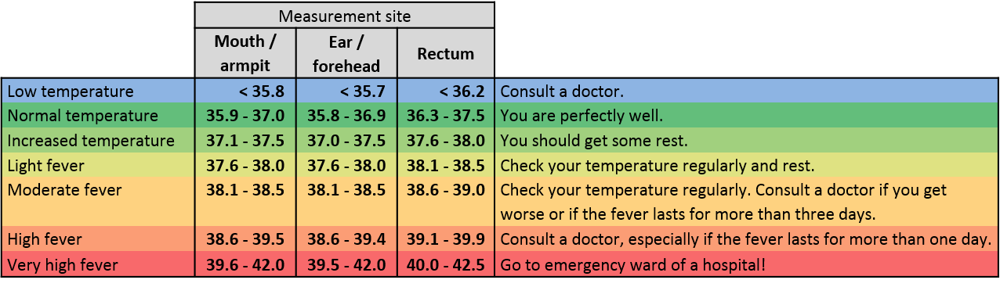 Measurement site
Mouth / armpit Ear / forehead Rectum
Low temperature < 35.8 < 35.7 < 36.2 Consult a doctor.
Normal temperature 35.9 - 37.0 35.8 - 36.9 36.3 - 37.5 You are perfectly well.
Increased temperature 37.1 - 37.5 37.0 - 37.5 37.6 - 38.0 You should get some rest.
Light fever 37.6 - 38.0 37.6 - 38.0 38.1 - 38.5 Check your temperature regularly and rest.
Moderate fever 38.1 - 38.5 38.1 - 38.5 38.6 - 39.0 Check your temperature regularly. Consult a doctor if you get
worse or if the fever lasts for more than three days.
High fever 38.6 - 39.5 38.6 - 39.4 39.1 - 39.9 Consult a doctor, especially if the fever lasts for more than one day.
Very high fever 39.6 - 42.0 39.5 - 42.0 40.0 - 42.5 Go to emergency ward of a hospital!